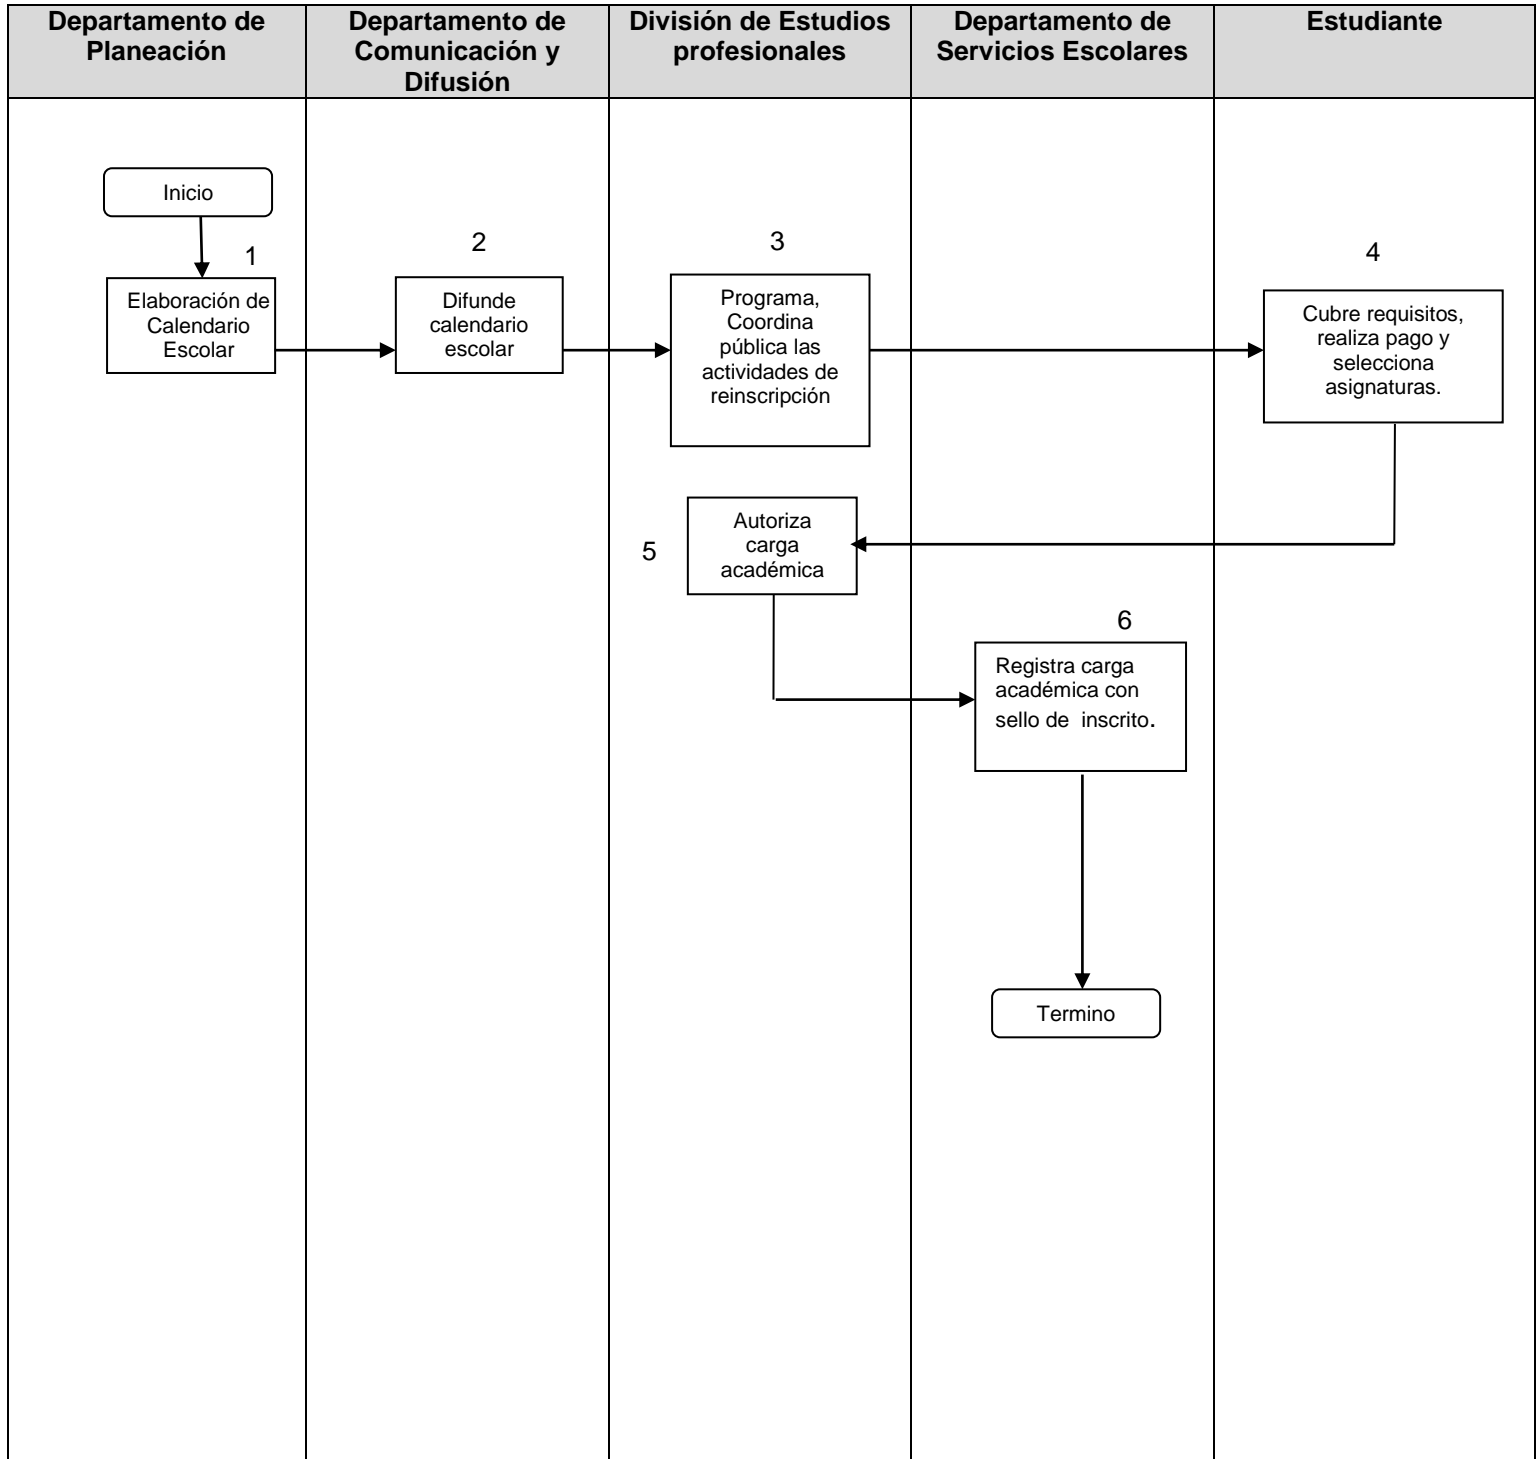 Departamento de
Planeación
Departamento de
Comunicación y
Difusión
División de Estudios
profesionales
Departamento de
Servicios Escolares
Estudiante
Inicio
1
Elaboración de
Calendario
Escolar
2
Difunde
calendario
escolar
3
Programa,
Coordina
pública las
actividades de
reinscripción
4
Cubre requisitos,
realiza pago y
selecciona
asignaturas.
5
Autoriza
carga
académica
6
Registra carga
académica con
sello de  inscrito.
Termino